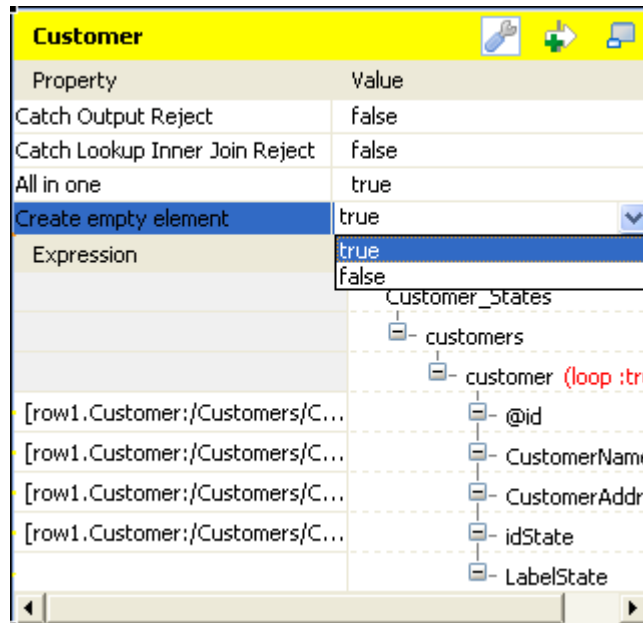 Customer
Property Value
Catch Output Reject false
Catch Lookup Inner Join Reject false
All in one true
Create empty element true
true
Expression
false
Customer_States
customers
customer (loop :tr
[row1.Customer:/Customers/C... @id
[row1.Customer:/Customers/C... CustomerName
[row1.Customer:/Customers/C... CustomerAddr
[row1.Customer:/Customers/C... idState
LabelState